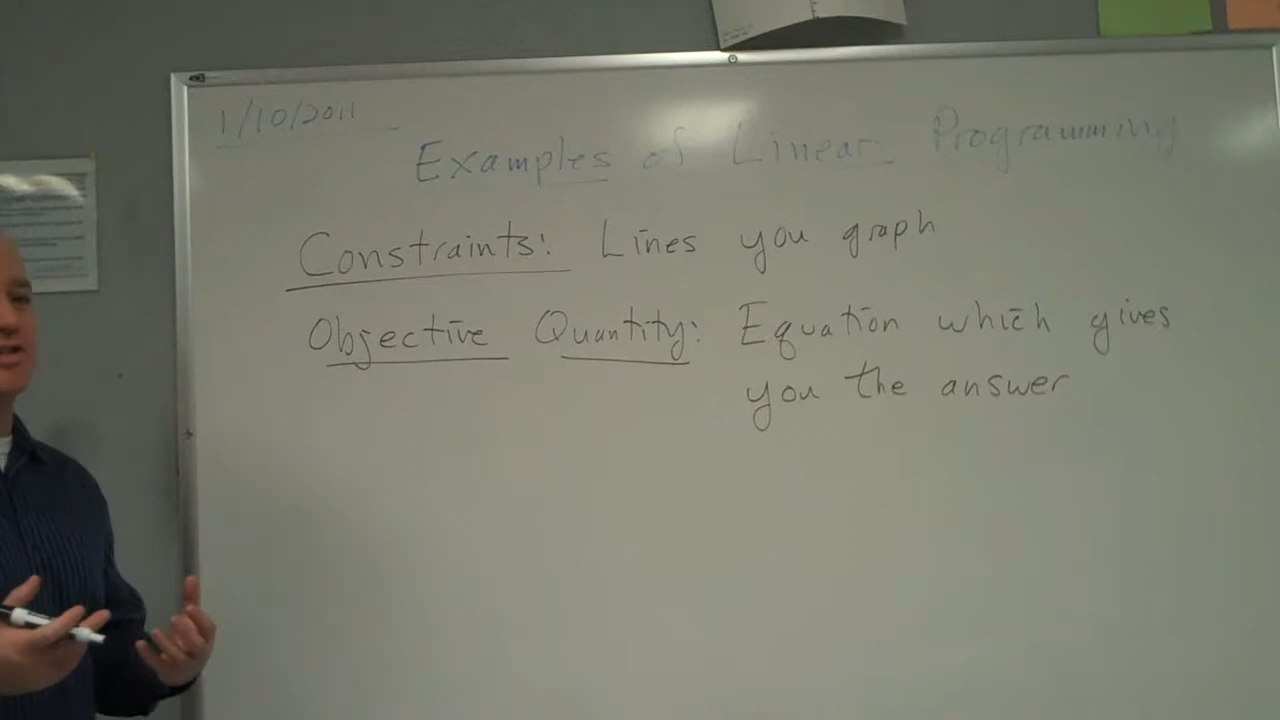 1/10/2011
Examples of Linear Programming
Constraints: Lines you graph
Objective Quantity: Equation which gives
you the answer